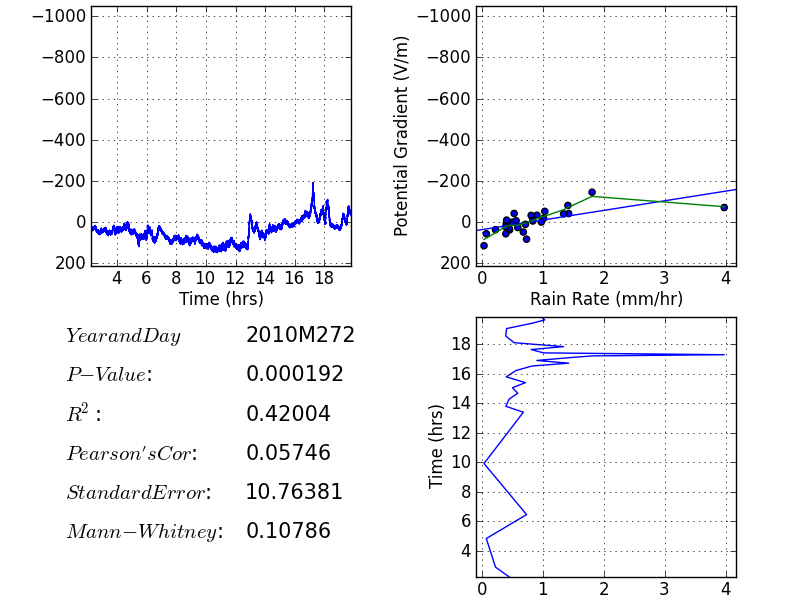 −1000
−800
−600
−400
−200
0
200
4 6 8 10 12 14 16 18
Time (hrs)
Potential Gradient (V/m)
−1000
−800
−600
−400
−200
0
200
0 1 2 3 4
Rain Rate (mm/hr)
YearandDay 2010M272
P−Value: 0.000192
R²: 0.42004
Pearson'sCor: 0.05746
StandardError: 10.76381
Mann−Whitney: 0.10786
Time (hrs)
18
16
14
12
10
8
6
4
0 1 2 3 4